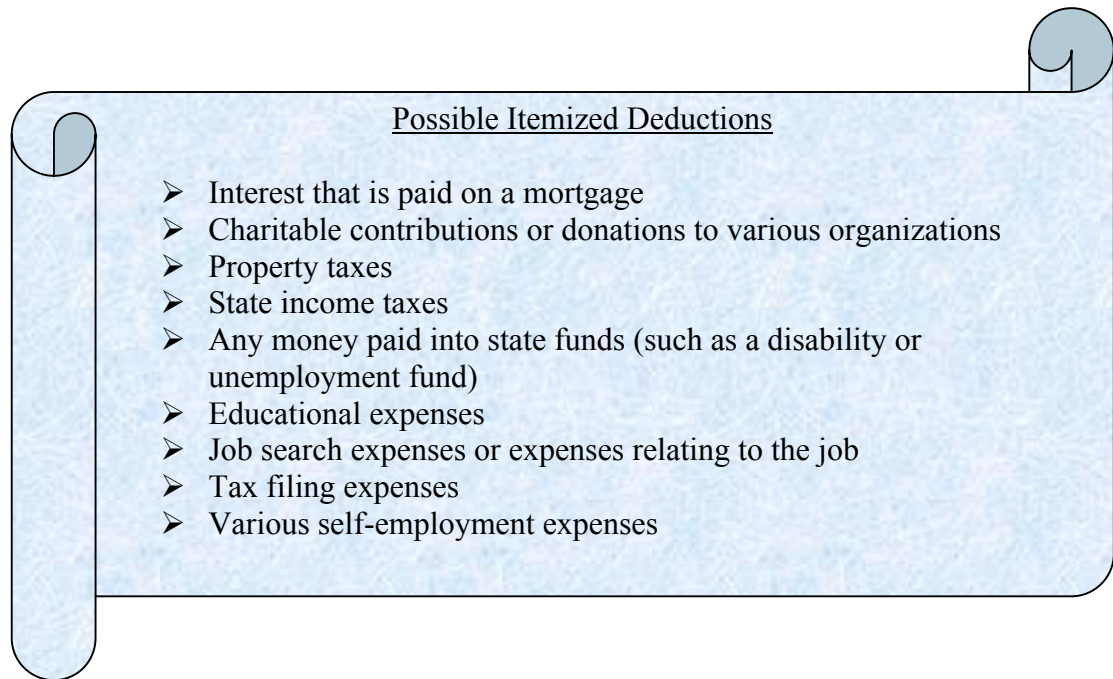 Possible Itemized Deductions
➢ Interest that is paid on a mortgage
➢ Charitable contributions or donations to various organizations
➢ Property taxes
➢ State income taxes
➢ Any money paid into state funds (such as a disability or
unemployment fund)
➢ Educational expenses
➢ Job search expenses or expenses relating to the job
➢ Tax filing expenses
➢ Various self-employment expenses